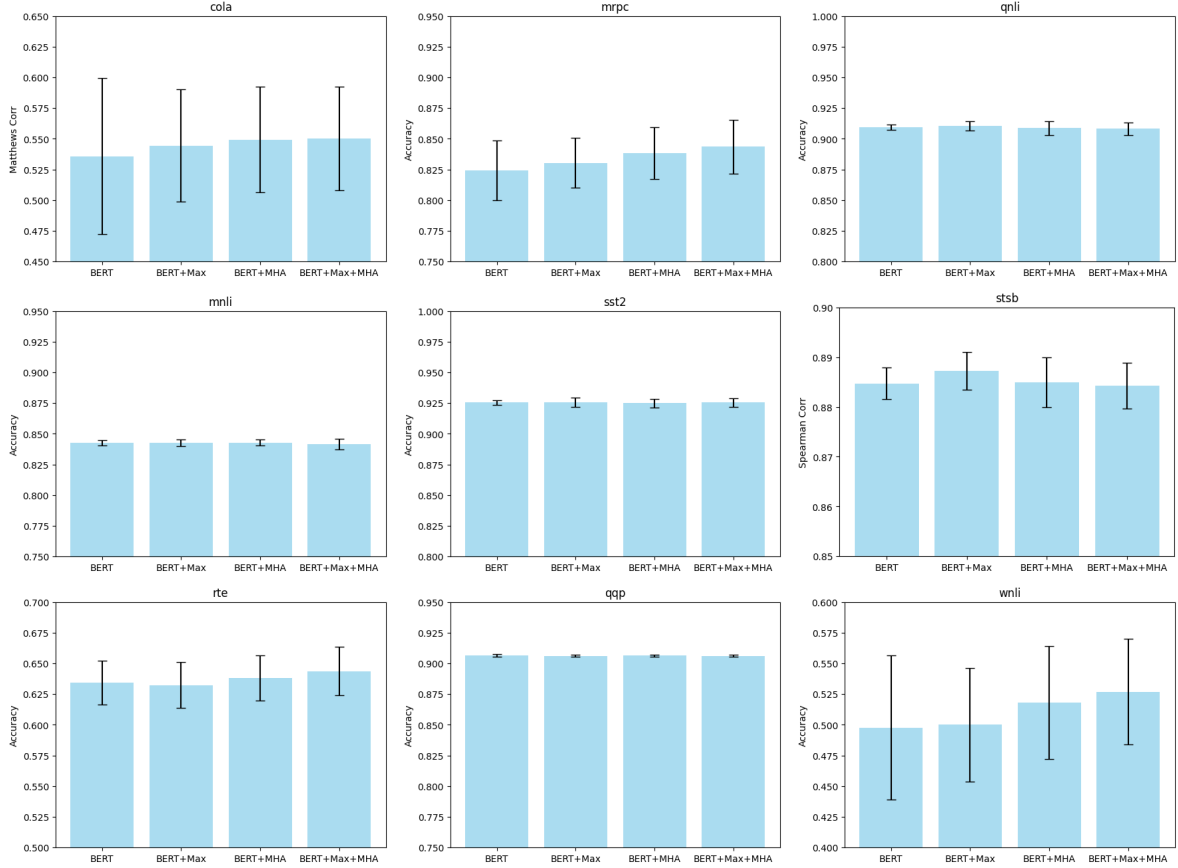 cola
0.650
0.625
0.600
0.575
0.550
0.525
0.500
0.475
0.450
Matthews Corr
BERT BERT+Max BERT+MHA BERT+Max+MHA
mrpc
0.950
0.925
0.900
0.875
0.850
0.825
0.800
0.775
0.750
Accuracy
BERT BERT+Max BERT+MHA BERT+Max+MHA
qnli
1.000
0.975
0.950
0.925
0.900
0.875
0.850
0.825
0.800
Accuracy
BERT BERT+Max BERT+MHA BERT+Max+MHA
mnli
0.950
0.925
0.900
0.875
0.850
0.825
0.800
0.775
0.750
Accuracy
BERT BERT+Max BERT+MHA BERT+Max+MHA
sst2
1.000
0.975
0.950
0.925
0.900
0.875
0.850
0.825
0.800
Accuracy
BERT BERT+Max BERT+MHA BERT+Max+MHA
stsb
0.90
0.89
0.88
0.87
0.86
0.85
Spearman Corr
BERT BERT+Max BERT+MHA BERT+Max+MHA
rte
0.700
0.675
0.650
0.625
0.600
0.575
0.550
0.525
0.500
Accuracy
BERT BERT+Max BERT+MHA BERT+Max+MHA
qqp
0.950
0.925
0.900
0.875
0.850
0.825
0.800
0.775
0.750
Accuracy
BERT BERT+Max BERT+MHA BERT+Max+MHA
wnli
0.600
0.575
0.550
0.525
0.500
0.475
0.450
0.425
0.400
Accuracy
BERT BERT+Max BERT+MHA BERT+Max+MHA